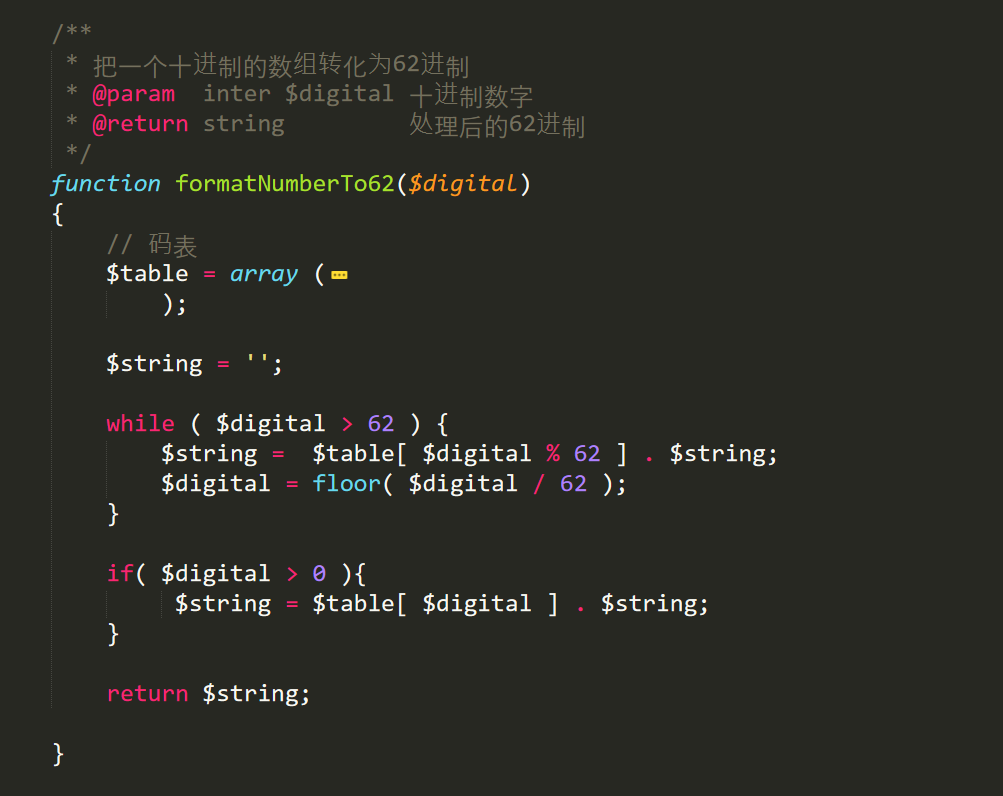 /**
 * 把一个十进制的数组转化为62进制
 * @param  inter $digital 十进制数字
 * @return string         处理后的62进制
 */
function formatNumberTo62($digital)
{
    // 码表
    $table = array (
        );
    $string = '';
    while ( $digital > 62 ) {
        $string =  $table[ $digital % 62 ] . $string;
        $digital = floor( $digital / 62 );
    }
    if( $digital > 0 ){
         $string = $table[ $digital ] . $string;
    }
    return $string;
}